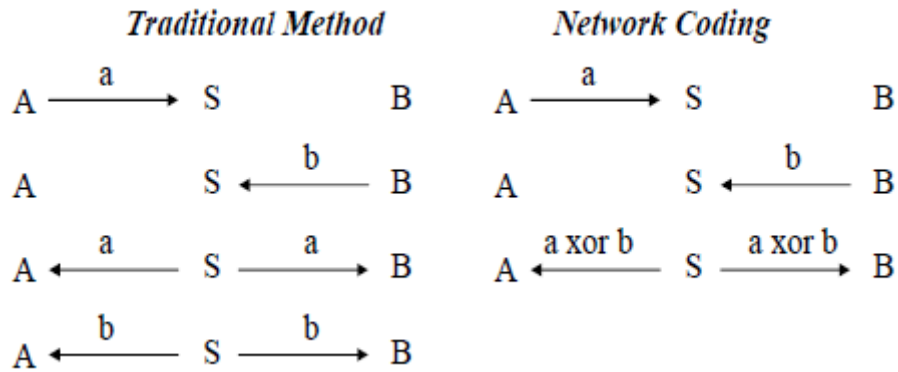 Traditional Method Network Coding
a a
A S B A S B
b b
A S B A S B
a a a xor b a xor b
A S B A S B
b b
A S B